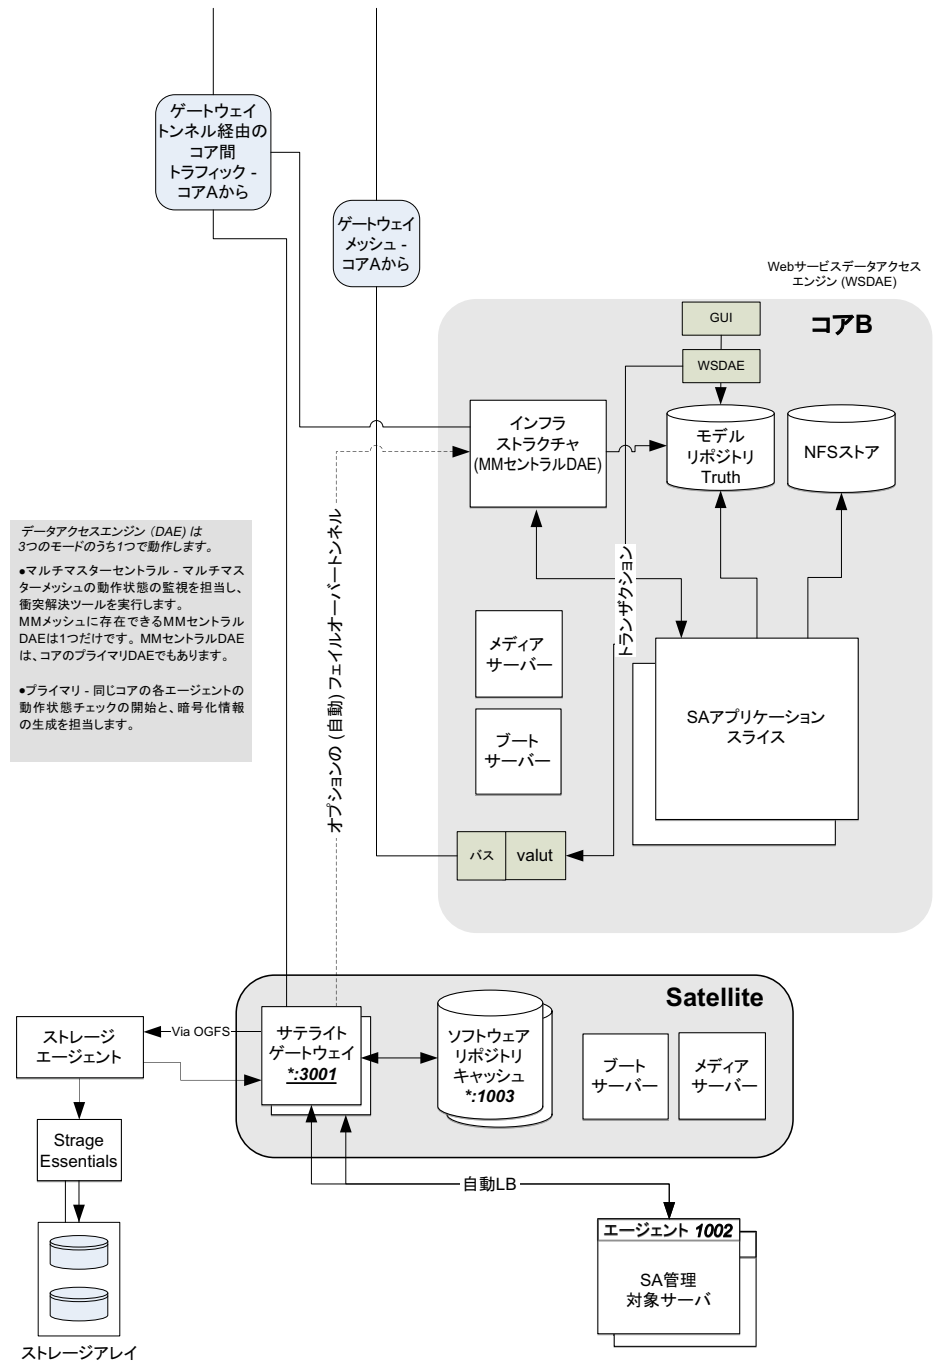 ゲートウェイ
トンネル経由の
コア間
トラフィック -
コアAから
ゲートウェイ
メッシュ -
コアAから
Webサービスデータアクセス
エンジン (WSDAE)
コアB
GUI
WSDAE
インフラ
ストラクチャ
(MMセントラルDAE)
モデル
リポジトリ
Truth
NFSストア
データアクセスエンジン (DAE) は
3つのモードのうち1つで動作します。
●マルチマスターセントラル - マルチマス
ターメッシュの動作状態の監視を担当し、
衝突解決ツールを実行します。
MMメッシュに存在できるMMセントラル
DAEは1つだけです。MMセントラルDAE
は、コアのプライマリDAEでもあります。
●プライマリ - 同じコアの各エージェントの
動作状態チェックの開始と、暗号化情報
の生成を担当します。
オプションの (自動) フェイルオーバートンネル
トランザクション
メディア
サーバー
ブート
サーバー
SAアプリケーション
スライス
バス
valut
Satellite
ストレージ
エージェント
Via OGFS
サテライト
ゲートウェイ
*:3001
ソフトウェア
リポジトリ
キャッシュ
*:1003
ブート
サーバー
メディア
サーバー
Strage
Essentials
自動LB
エージェント 1002
SA管理
対象サーバ
ストレージアレイ